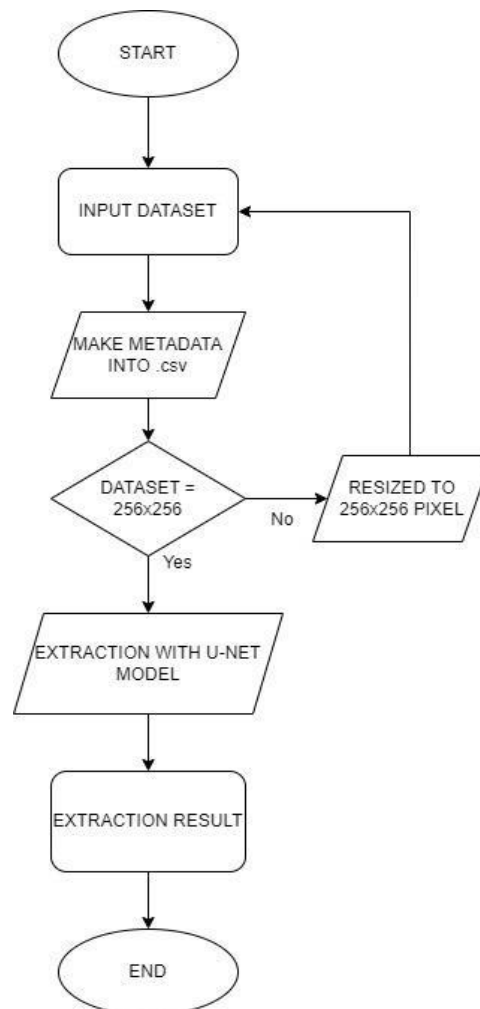 START
INPUT DATASET
MAKE METADATA
INTO .csv
DATASET =
256x256
No
RESIZED TO
256x256 PIXEL
Yes
EXTRACTION WITH U-NET
MODEL
EXTRACTION RESULT
END